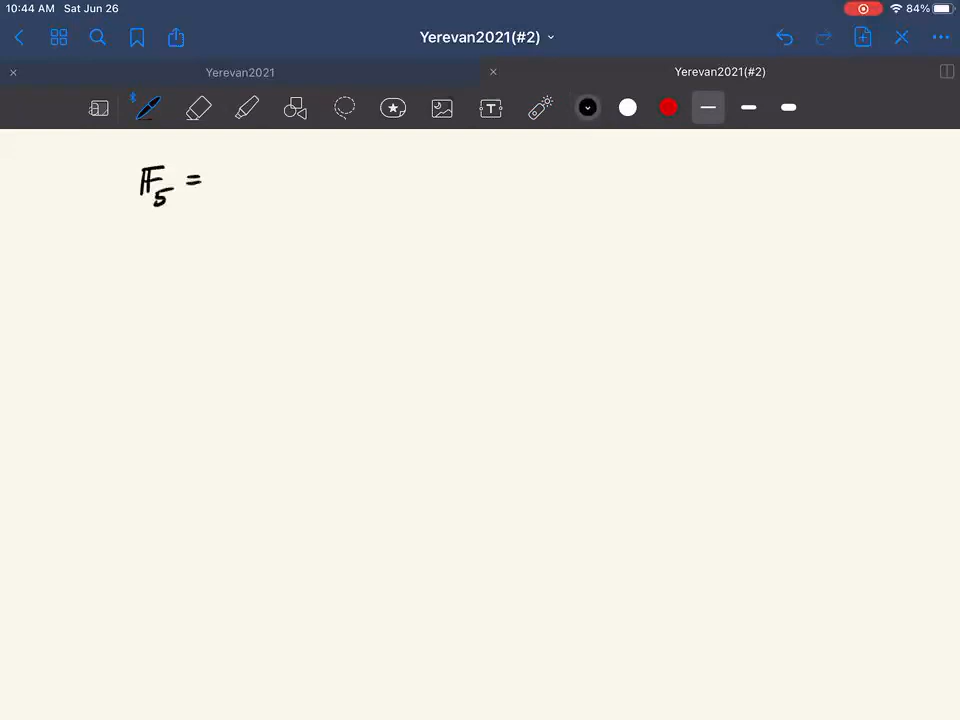 10:44 AM Sat Jun 26 84%
Yerevan2021(#2)
Yerevan2021 Yerevan2021(#2)
T
𝔽₅ =